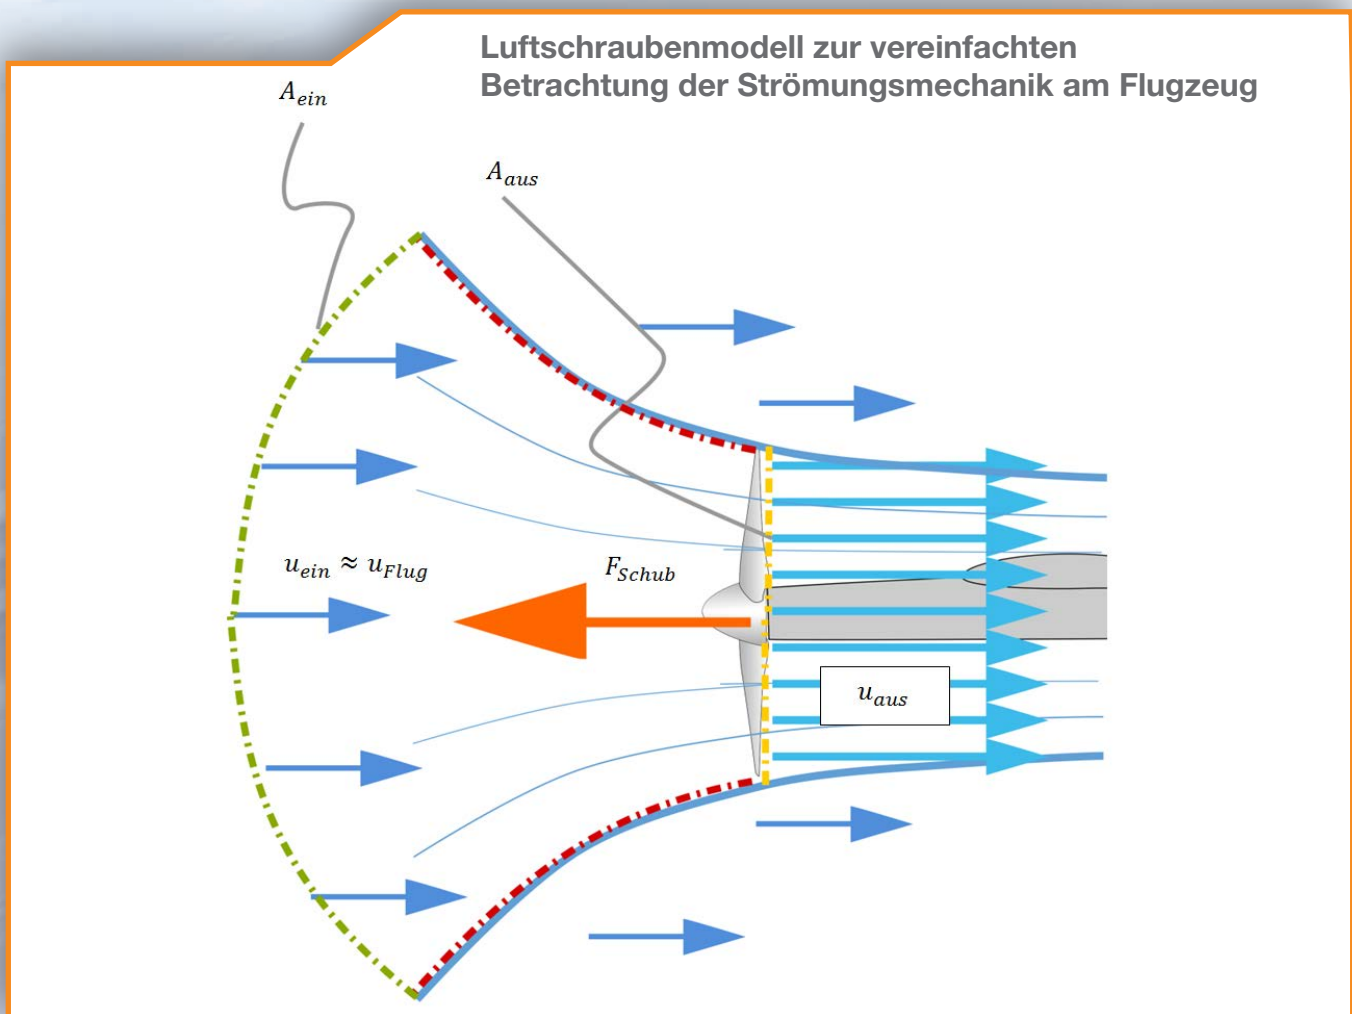 Luftschraubenmodell zur vereinfachten
Betrachtung der Strömungsmechanik am Flugzeug
A_ein
A_aus
u_ein ≈ u_Flug
F_Schub
u_aus